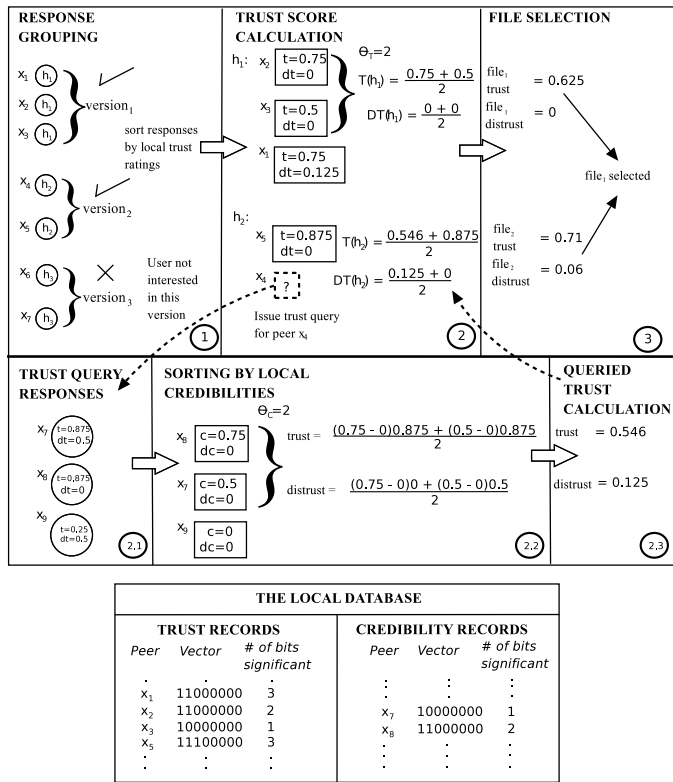 RESPONSE
GROUPING
x1 h1
x2 h1
x3 h1
version1
sort responses
by local trust
ratings
x4 h2
x5 h2
version2
x6 h3
x7 h3
version3
User not
interested
in this
version
1
TRUST SCORE
CALCULATION
h1: x2 t=0.75
dt=0
x3 t=0.5
dt=0
ΘT=2
T(h1) = 0.75 + 0.5
2
DT(h1) = 0 + 0
2
x1 t=0.75
dt=0.125
h2:
x5 t=0.875
dt=0
T(h2) = 0.546 + 0.875
2
x4 ?
DT(h2) = 0.125 + 0
2
Issue trust query
for peer x4
2
FILE SELECTION
file1
trust = 0.625
file1
distrust = 0
file1 selected
file2
trust = 0.71
file2
distrust = 0.06
3
TRUST QUERY
RESPONSES
x7 t=0.875
dt=0.5
x8 t=0.875
dt=0
x9 t=0.25
dt=0.5
2.1
SORTING BY LOCAL
CREDIBILITIES
ΘC=2
x8 c=0.75
dc=0
x7 c=0.5
dc=0
x9 c=0
dc=0
trust = (0.75 - 0)0.875 + (0.5 - 0)0.875
2
distrust = (0.75 - 0)0 + (0.5 - 0)0.5
2
2.2
QUERIED
TRUST
CALCULATION
trust = 0.546
distrust = 0.125
2.3
THE LOCAL DATABASE
TRUST RECORDS
Peer Vector # of bits
significant
x1 11000000 3
x2 11000000 2
x3 10000000 1
x5 11100000 3
CREDIBILITY RECORDS
Peer Vector # of bits
significant
x7 10000000 1
x8 11000000 2